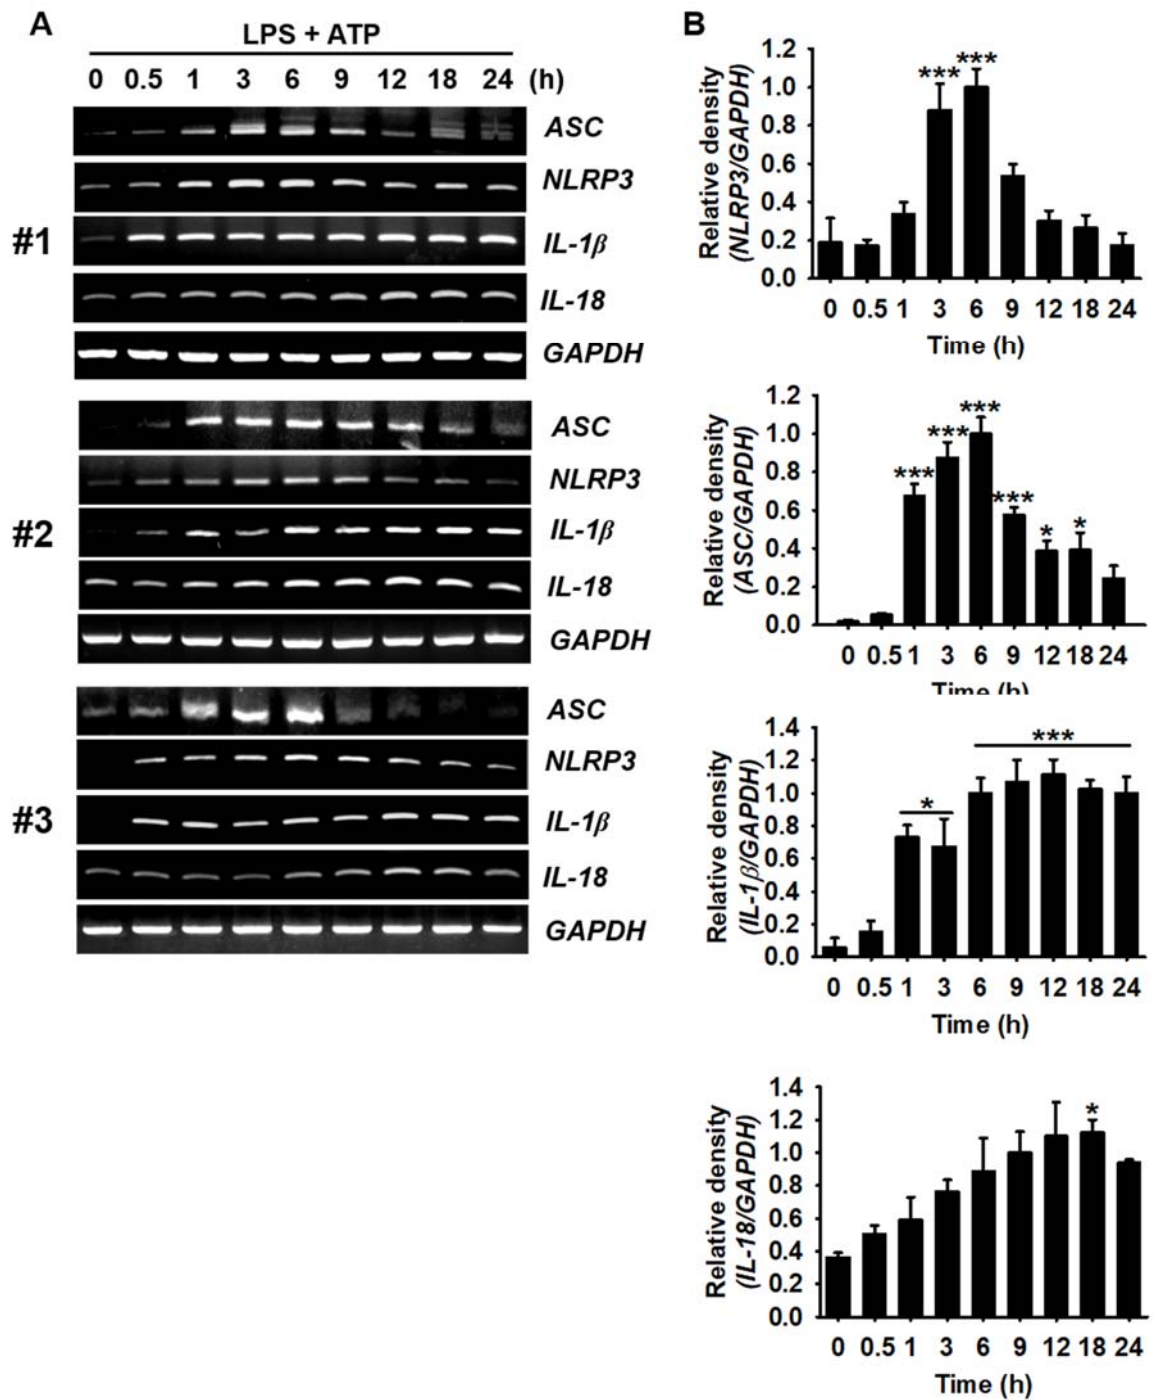 A
LPS + ATP
0 0.5 1 3 6 9 12 18 24 (h)
#1
ASC
NLRP3
IL-1β
IL-18
GAPDH
#2
ASC
NLRP3
IL-1β
IL-18
GAPDH
#3
ASC
NLRP3
IL-1β
IL-18
GAPDH
B
Relative density
(NLRP3/GAPDH)
1.2
1.0
0.8
0.6
0.4
0.2
0.0
*** ***
0 0.5 1 3 6 9 12 18 24
Time (h)
Relative density
(ASC/GAPDH)
1.2
1.0
0.8
0.6
0.4
0.2
0.0
*** *** *** *** * *
0 0.5 1 3 6 9 12 18 24
Time (h)
Relative density
(IL-1β/GAPDH)
1.4
1.2
1.0
0.8
0.6
0.4
0.2
0.0
* ***
0 0.5 1 3 6 9 12 18 24
Time (h)
Relative density
(IL-18/GAPDH)
1.4
1.2
1.0
0.8
0.6
0.4
0.2
0.0
*
0 0.5 1 3 6 9 12 18 24
Time (h)